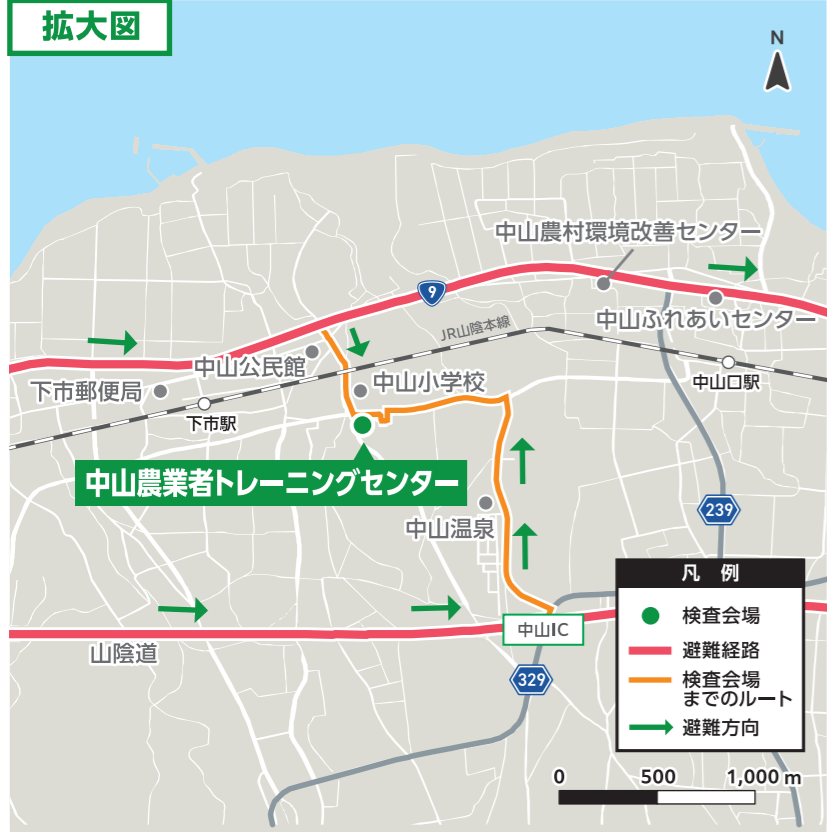 拡大図
N
中山農村環境改善センター
9
中山ふれあいセンター
JR山陰本線
中山公民館
中山小学校
中山口駅
下市郵便局
下市駅
中山農業者トレーニングセンター
239
中山温泉
凡 例
検査会場
避難経路
検査会場
までのルート
避難方向
中山IC
山陰道
329
0 500 1,000 m